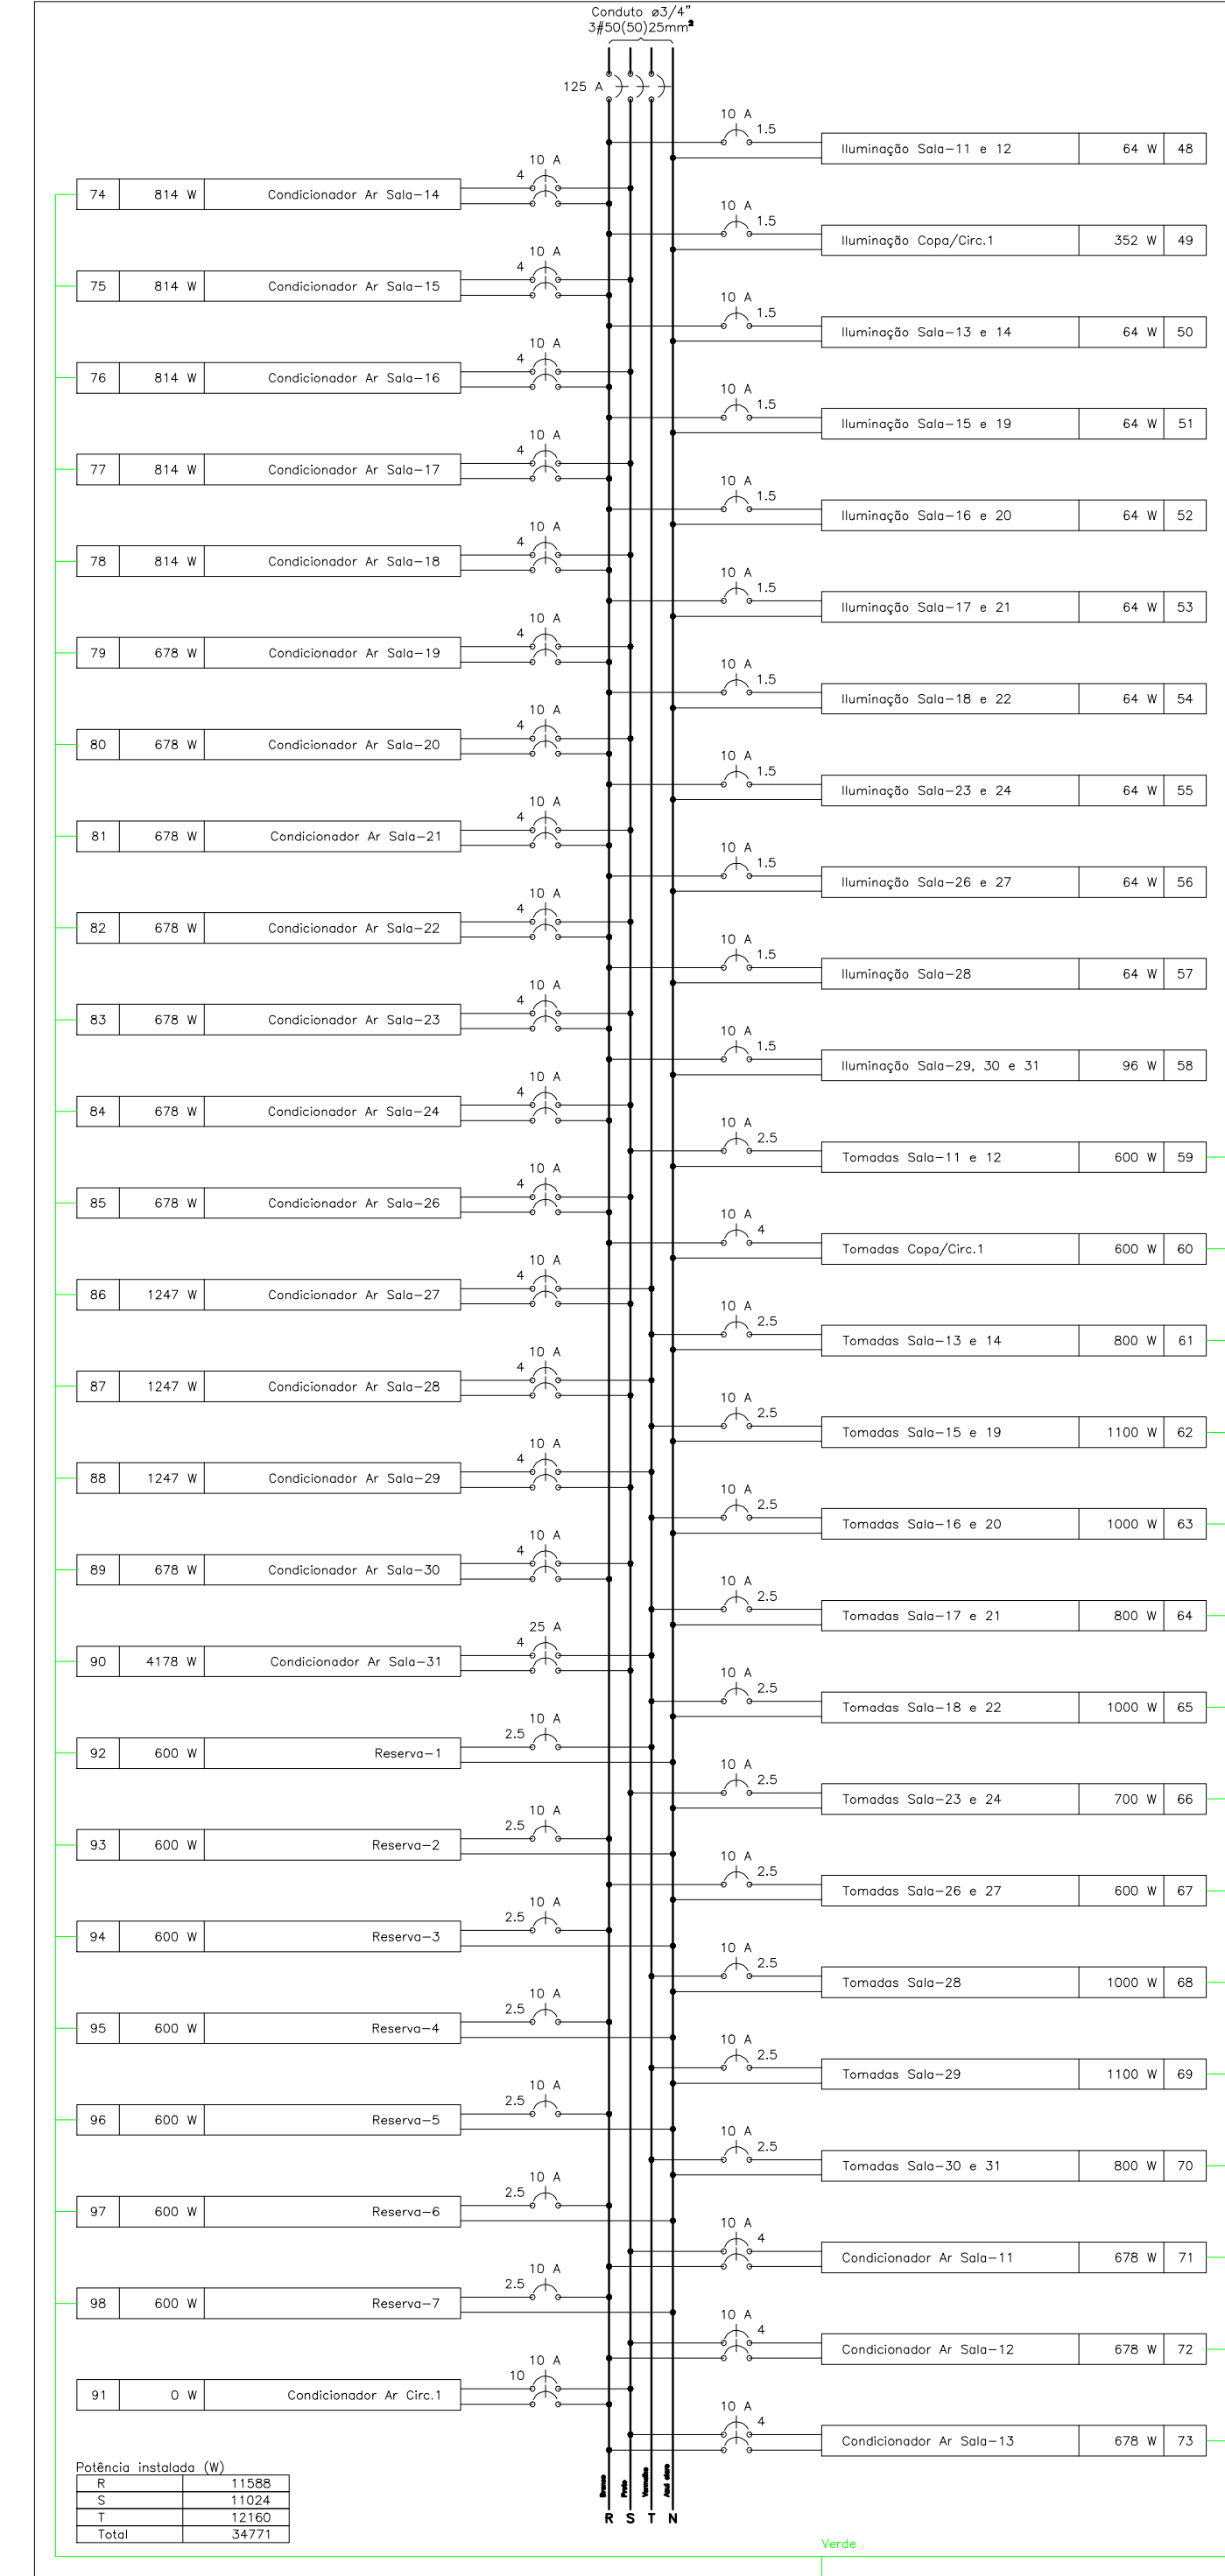 Conduto ø3/4”
3#50(50)25mm²
125 A
10 A
1.5
Iluminação Sala-11 e 12 64 W 48
10 A
4
74 814 W Condicionador Ar Sala-14
10 A
1.5
Iluminação Copa/Circ.1 352 W 49
10 A
4
75 814 W Condicionador Ar Sala-15
10 A
1.5
Iluminação Sala-13 e 14 64 W 50
10 A
4
76 814 W Condicionador Ar Sala-16
10 A
1.5
Iluminação Sala-15 e 19 64 W 51
10 A
4
77 814 W Condicionador Ar Sala-17
10 A
1.5
Iluminação Sala-16 e 20 64 W 52
10 A
4
78 814 W Condicionador Ar Sala-18
10 A
1.5
Iluminação Sala-17 e 21 64 W 53
10 A
4
79 678 W Condicionador Ar Sala-19
10 A
1.5
Iluminação Sala-18 e 22 64 W 54
10 A
4
80 678 W Condicionador Ar Sala-20
10 A
1.5
Iluminação Sala-23 e 24 64 W 55
10 A
4
81 678 W Condicionador Ar Sala-21
10 A
1.5
Iluminação Sala-26 e 27 64 W 56
10 A
4
82 678 W Condicionador Ar Sala-22
10 A
1.5
Iluminação Sala-28 64 W 57
10 A
4
83 678 W Condicionador Ar Sala-23
10 A
1.5
Iluminação Sala-29, 30 e 31 96 W 58
10 A
4
84 678 W Condicionador Ar Sala-24
10 A
2.5
Tomadas Sala-11 e 12 600 W 59
10 A
4
85 678 W Condicionador Ar Sala-26
10 A
4
Tomadas Copa/Circ.1 600 W 60
10 A
4
86 1247 W Condicionador Ar Sala-27
10 A
2.5
Tomadas Sala-13 e 14 800 W 61
10 A
4
87 1247 W Condicionador Ar Sala-28
10 A
2.5
Tomadas Sala-15 e 19 1100 W 62
10 A
4
88 1247 W Condicionador Ar Sala-29
10 A
2.5
Tomadas Sala-16 e 20 1000 W 63
10 A
4
89 678 W Condicionador Ar Sala-30
10 A
2.5
Tomadas Sala-17 e 21 800 W 64
25 A
4
90 4178 W Condicionador Ar Sala-31
10 A
2.5
Tomadas Sala-18 e 22 1000 W 65
10 A
2.5
92 600 W Reserva-1
10 A
2.5
Tomadas Sala-23 e 24 700 W 66
10 A
2.5
93 600 W Reserva-2
10 A
2.5
Tomadas Sala-26 e 27 600 W 67
10 A
2.5
94 600 W Reserva-3
10 A
2.5
Tomadas Sala-28 1000 W 68
10 A
2.5
95 600 W Reserva-4
10 A
2.5
Tomadas Sala-29 1100 W 69
10 A
2.5
96 600 W Reserva-5
10 A
2.5
Tomadas Sala-30 e 31 800 W 70
10 A
2.5
97 600 W Reserva-6
10 A
4
Condicionador Ar Sala-11 678 W 71
10 A
2.5
98 600 W Reserva-7
10 A
4
Condicionador Ar Sala-12 678 W 72
10 A
10
91 0 W Condicionador Ar Circ.1
10 A
4
Condicionador Ar Sala-13 678 W 73
Potência instalada (W)
R 11588
S 11024
T 12160
Total 34771
Branco
Preto
Vermelho
Azul claro
R S T N
Verde